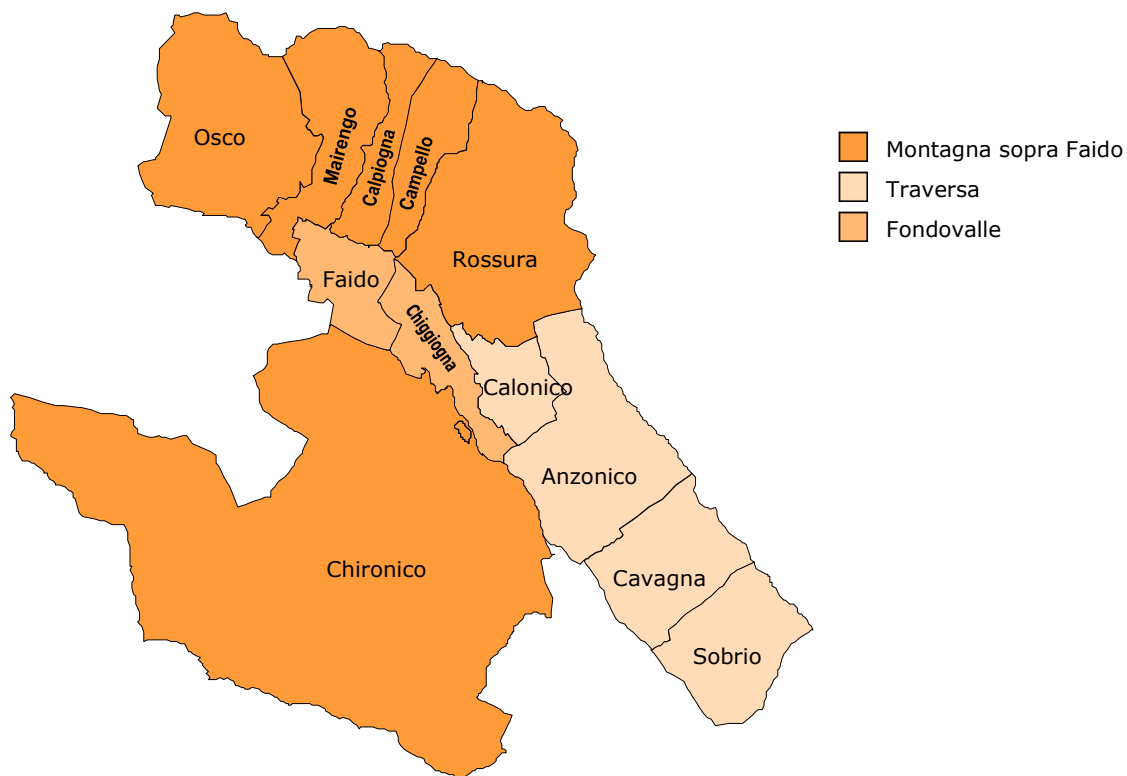 Osco
Mairengo
Calpiogna
Campello
Rossura
Faido
Chiggiogna
Calonico
Anzonico
Chironico
Cavagna
Sobrio
Montagna sopra Faido
Traversa
Fondovalle